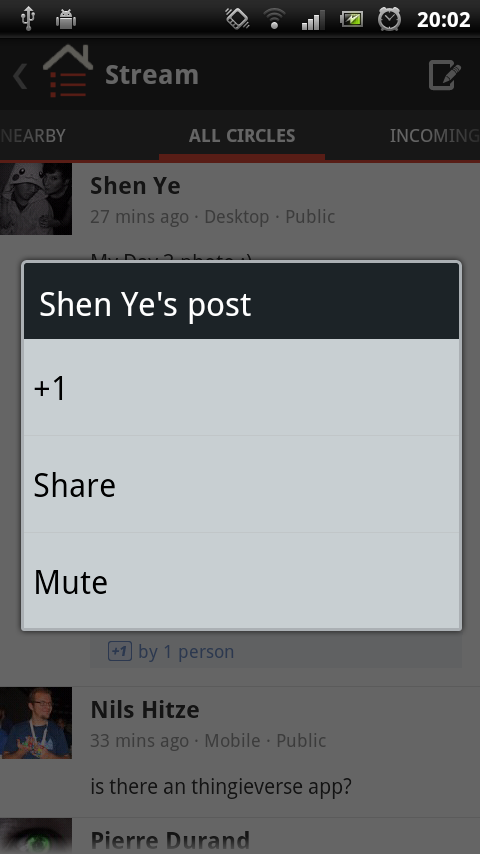 20:02
Stream
NEARBY
ALL CIRCLES
INCOMING
Shen Ye
27 mins ago · Desktop · Public
My Day 2 photo :)
Shen Ye's post
+1
Share
Mute
+1 by 1 person
Nils Hitze
33 mins ago · Mobile · Public
is there an thingieverse app?
Pierre Durand